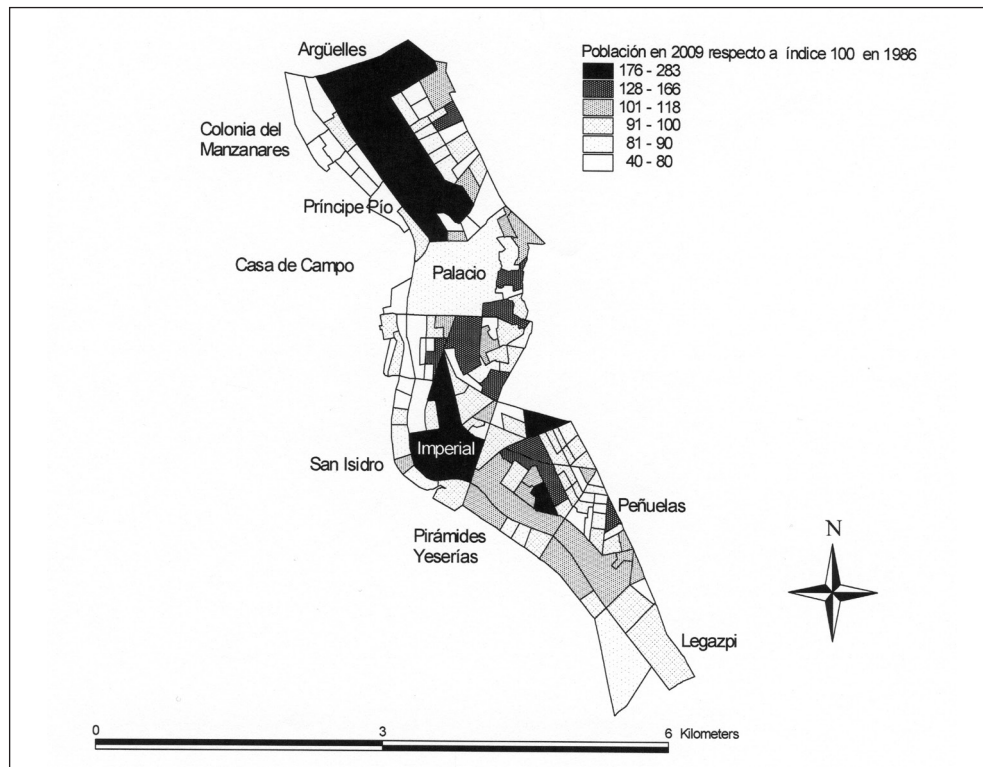 Argüelles
Población en 2009 respecto a índice 100 en 1986
176 - 283
128 - 166
101 - 118
91 - 100
81 - 90
40 - 80
Colonia del
Manzanares
Príncipe Pío
Casa de Campo
Palacio
Imperial
San Isidro
Peñuelas
Pirámides
Yeserías
N
Legazpi
0
3
6 Kilometers